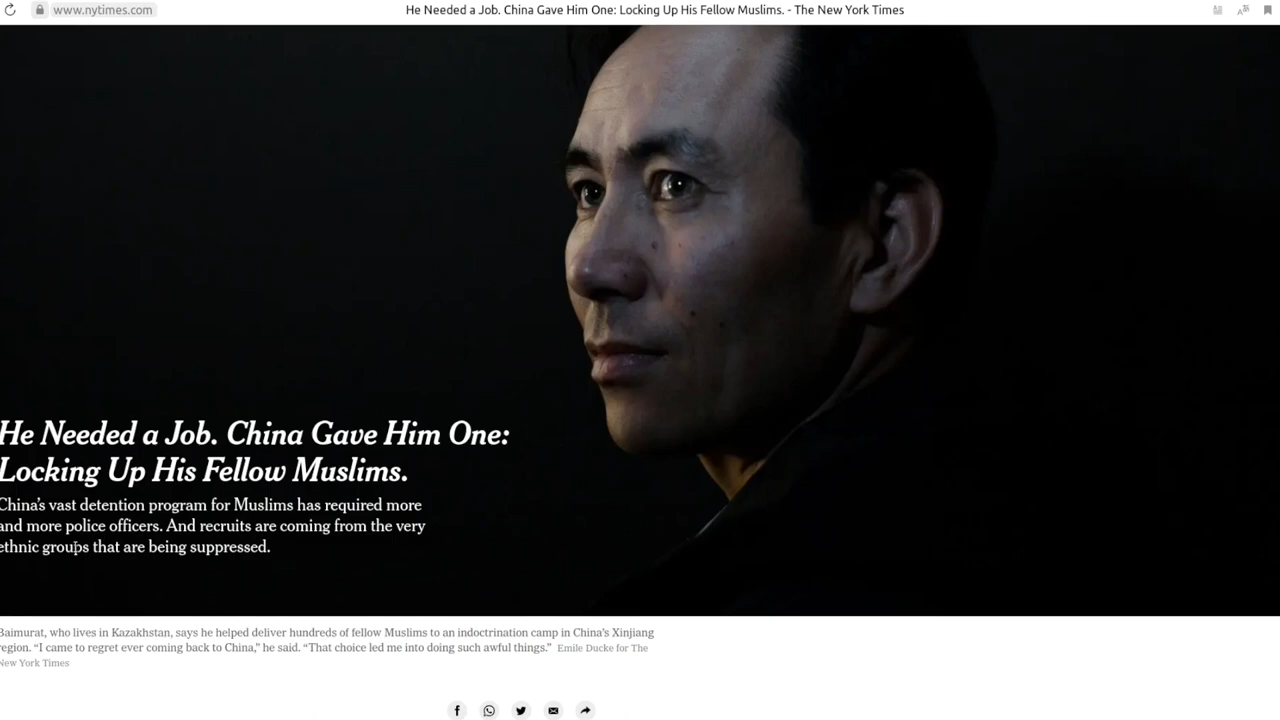 www.nytimes.com
He Needed a Job. China Gave Him One: Locking Up His Fellow Muslims. - The New York Times
He Needed a Job. China Gave Him One:
Locking Up His Fellow Muslims.
China's vast detention program for Muslims has required more
and more police officers. And recruits are coming from the very
ethnic groups that are being suppressed.
Baimurat, who lives in Kazakhstan, says he helped deliver hundreds of fellow Muslims to an indoctrination camp in China's Xinjiang
region. “I came to regret ever coming back to China,” he said. “That choice led me into doing such awful things.” Emile Ducke for The
New York Times